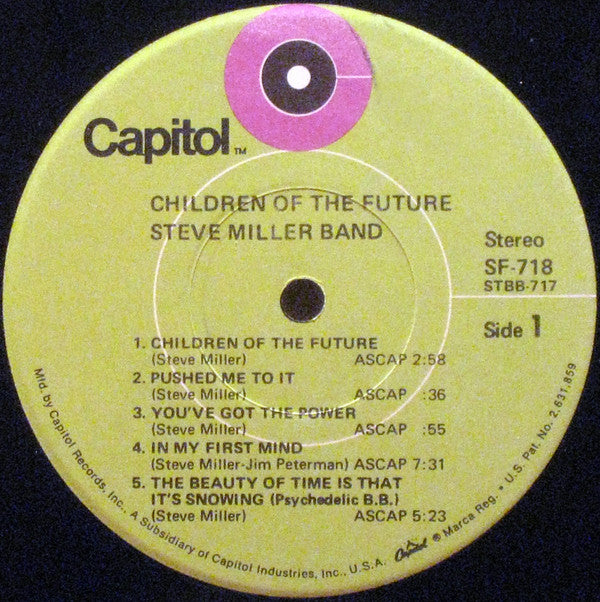 Capitol™
CHILDREN OF THE FUTURE
STEVE MILLER BAND
Stereo
SF-718
STBB-717
Side 1
1. CHILDREN OF THE FUTURE
(Steve Miller) ASCAP 2:58
2. PUSHED ME TO IT
(Steve Miller) ASCAP :36
3. YOU'VE GOT THE POWER
(Steve Miller) ASCAP :55
4. IN MY FIRST MIND
(Steve Miller-Jim Peterman) ASCAP 7:31
5. THE BEAUTY OF TIME IS THAT
IT'S SNOWING (Psychedelic B.B.)
(Steve Miller) ASCAP 5:23
Mfd. by Capitol Records, Inc., A Subsidiary of Capitol Industries, Inc., U.S.A. Capitol ® Marca Reg. • U.S. Pat. No. 2,631,859